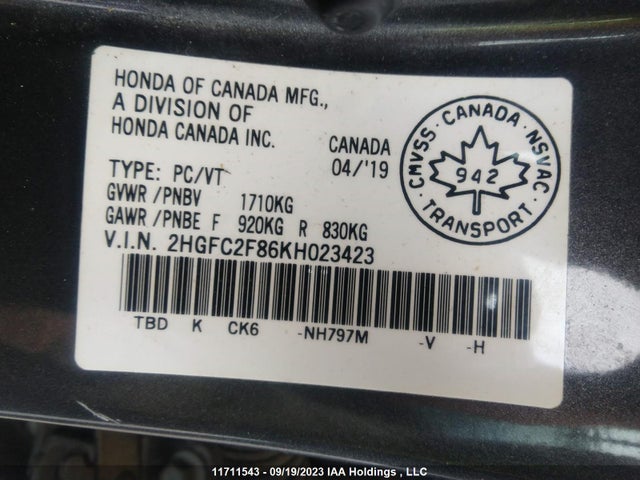 HONDA OF CANADA MFG.,
A DIVISION OF
HONDA CANADA INC.
CANADA
04/'19
TYPE: PC/VT
GVWR /PNBV 1710KG
GAWR /PNBE F 920KG R 830KG
V.I.N. 2HGFC2F86KH023423
TBD K CK6 -NH797M -V -H
CMVSS · CANADA · NSVAC · TRANSPORT ·
942
11711543 - 09/19/2023 IAA Holdings , LLC